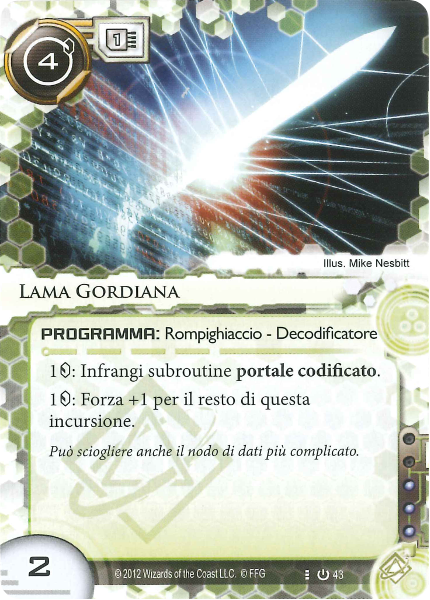 4
1
Illus. Mike Nesbitt
LAMA GORDIANA
PROGRAMMA: Rompighiaccio - Decodificatore
1: Infrangi subroutine portale codificato.
1: Forza +1 per il resto di questa
incursione.
Può sciogliere anche il nodo di dati più complicato.
2
© 2012 Wizards of the Coast LLC. © FFG
43